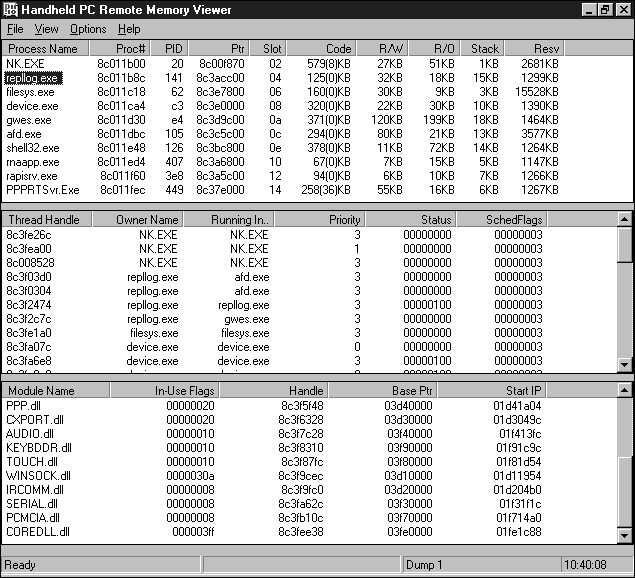 Handheld PC Remote Memory Viewer
File View Options Help
Process Name Proc# PID Ptr Slot Code R/W R/O Stack Resv
NK.EXE 8c011b00 20 8c00f870 02 579(8)KB 27KB 51KB 1KB 2681KB
repllog.exe 8c011b8c 141 8c3acc00 04 125(0)KB 32KB 18KB 15KB 1299KB
filesys.exe 8c011c18 62 8c3e7800 06 160(0)KB 30KB 9KB 3KB 15528KB
device.exe 8c011ca4 c3 8c3e0000 08 320(0)KB 22KB 30KB 10KB 1390KB
gwes.exe 8c011d30 e4 8c3d9c00 0a 371(0)KB 120KB 199KB 18KB 1464KB
afd.exe 8c011dbc 105 8c3c5c00 0c 294(0)KB 80KB 21KB 13KB 3577KB
shell32.exe 8c011e48 126 8c3bc800 0e 378(0)KB 11KB 72KB 14KB 1264KB
rnaapp.exe 8c011ed4 407 8c3a6800 10 67(0)KB 7KB 15KB 5KB 1147KB
rapisrv.exe 8c011f60 3e8 8c3a5c00 12 94(0)KB 6KB 10KB 7KB 1266KB
PPPRTSvr.Exe 8c011fec 449 8c37e000 14 258(36)KB 55KB 16KB 6KB 1267KB
Thread Handle Owner Name Running In.. Priority Status SchedFlags
8c3fe26c NK.EXE NK.EXE 3 00000000 00000003
8c3fea00 NK.EXE NK.EXE 1 00000000 00000003
8c008528 NK.EXE NK.EXE 3 00000000 00000003
8c3f03d0 repllog.exe afd.exe 3 00000000 00000003
8c3f0304 repllog.exe afd.exe 3 00000000 00000003
8c3f2474 repllog.exe repllog.exe 3 00000100 00000003
8c3f2c7c repllog.exe gwes.exe 3 00000000 00000003
8c3fe1a0 filesys.exe filesys.exe 3 00000000 00000003
8c3fa07c device.exe device.exe 0 00000000 00000003
8c3fa6e8 device.exe device.exe 3 00000100 00000003
Module Name In-Use Flags Handle Base Ptr Start IP
PPP.dll 00000020 8c3f5f48 03d40000 01d41a04
CXPORT.dll 00000020 8c3f6328 03d30000 01d3049c
AUDIO.dll 00000010 8c3f7c28 03f40000 01f413fc
KEYBDDR.dll 00000010 8c3f8310 03f90000 01f91c9c
TOUCH.dll 00000010 8c3f87fc 03f80000 01f81d54
WINSOCK.dll 0000030a 8c3f9cec 03d10000 01d11954
IRCOMM.dll 00000008 8c3f9fc0 03d20000 01d204b0
SERIAL.dll 00000008 8c3fa62c 03f30000 01f31f1c
PCMCIA.dll 00000008 8c3fb10c 03f70000 01f714a0
COREDLL.dll 000003ff 8c3fee38 03fe0000 01fe1c88
Ready Dump 1 10:40:08